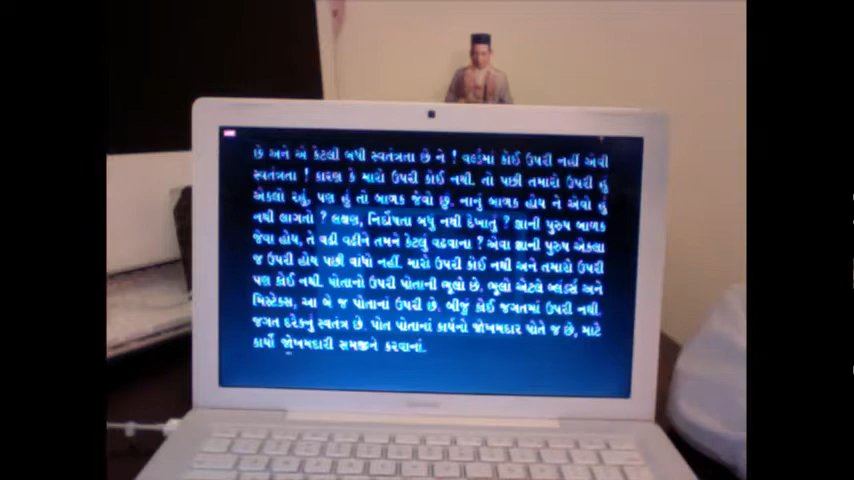 છે અને એ કેટલી બધી સ્વતંત્રતા છે ને ! વર્લ્ડમાં કોઈ ઉપરી નહીં એવી
સ્વતંત્રતા ! કારણ કે મારો ઉપરી કોઈ નથી. તો પછી તમારો ઉપરી હું
એકલો રહ્યું, પણ હું તો બાળક જેવો છું. નાનું બાળક હોય ને એવો હું
નથી લાગતો ? લક્ષણ, નિર્દોષતા બધું નથી દેખાતું ? જ્ઞાની પુરુષ બાળક
જેવા હોય, તે વઢી વઢીને તમને કેટલું વઢવાના ? એવા જ્ઞાની પુરુષ એકલા
જ ઉપરી હોય પછી વાંધો નહીં. મારો ઉપરી કોઈ નથી અને તમારો ઉપરી
પણ કોઈ નથી. પોતાનો ઉપરી પોતાની ભૂલો છે. ભૂલો એટલે બ્લંડર્સ અને
મિસ્ટેક્સ, આ બે જ પોતાનાં ઉપરી છે. બીજું કોઈ જગતમાં ઉપરી નથી.
જગત દરેકનું સ્વતંત્ર છે. પોત પોતાનાં કાર્યનો જોખમદાર પોતે જ છે, માટે
કાર્યો જોખમદારી સમજીને કરવાનાં.